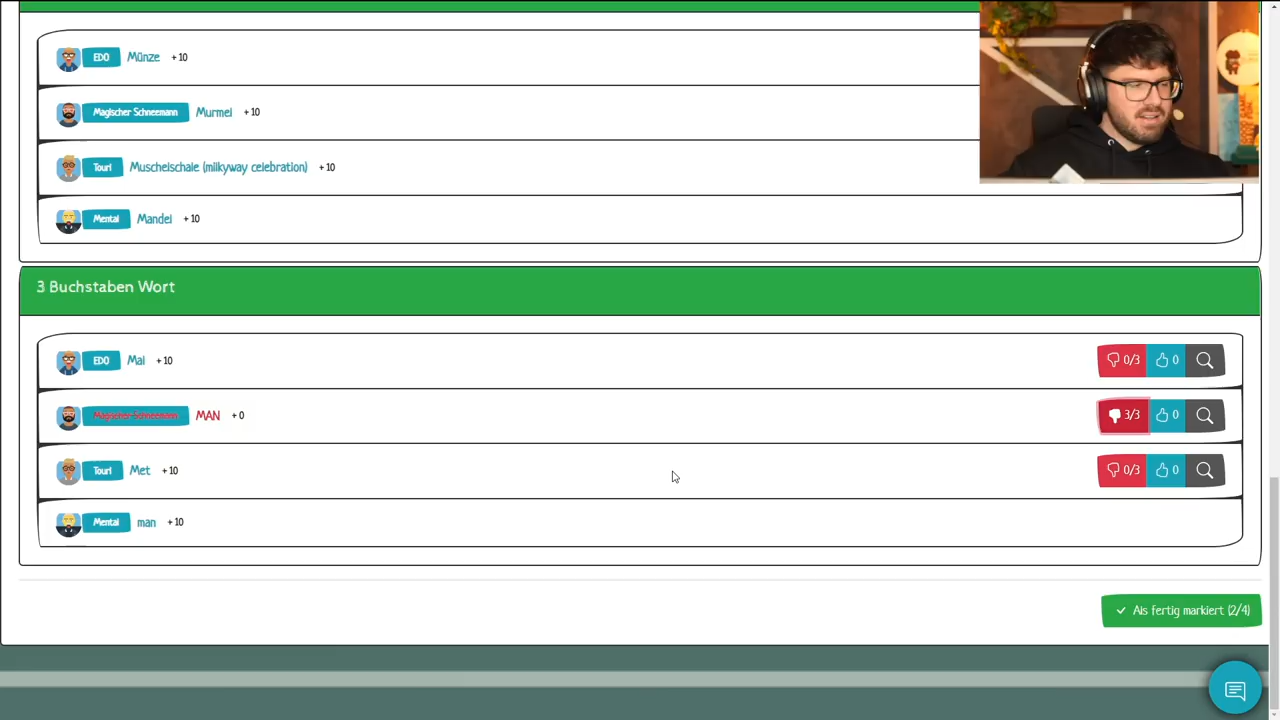 EDO Münze + 10
Magischer Schneemann Murmel + 10
Tourl Muschelschale (milkyway celebration) + 10
Mental Mandel + 10
3 Buchstaben Wort
EDO Mai + 10 0/3 0
Magischer Schneemann MAN + 0 3/3 0
Tourl Met + 10 0/3 0
Mental man + 10
Als fertig markiert (2/4)